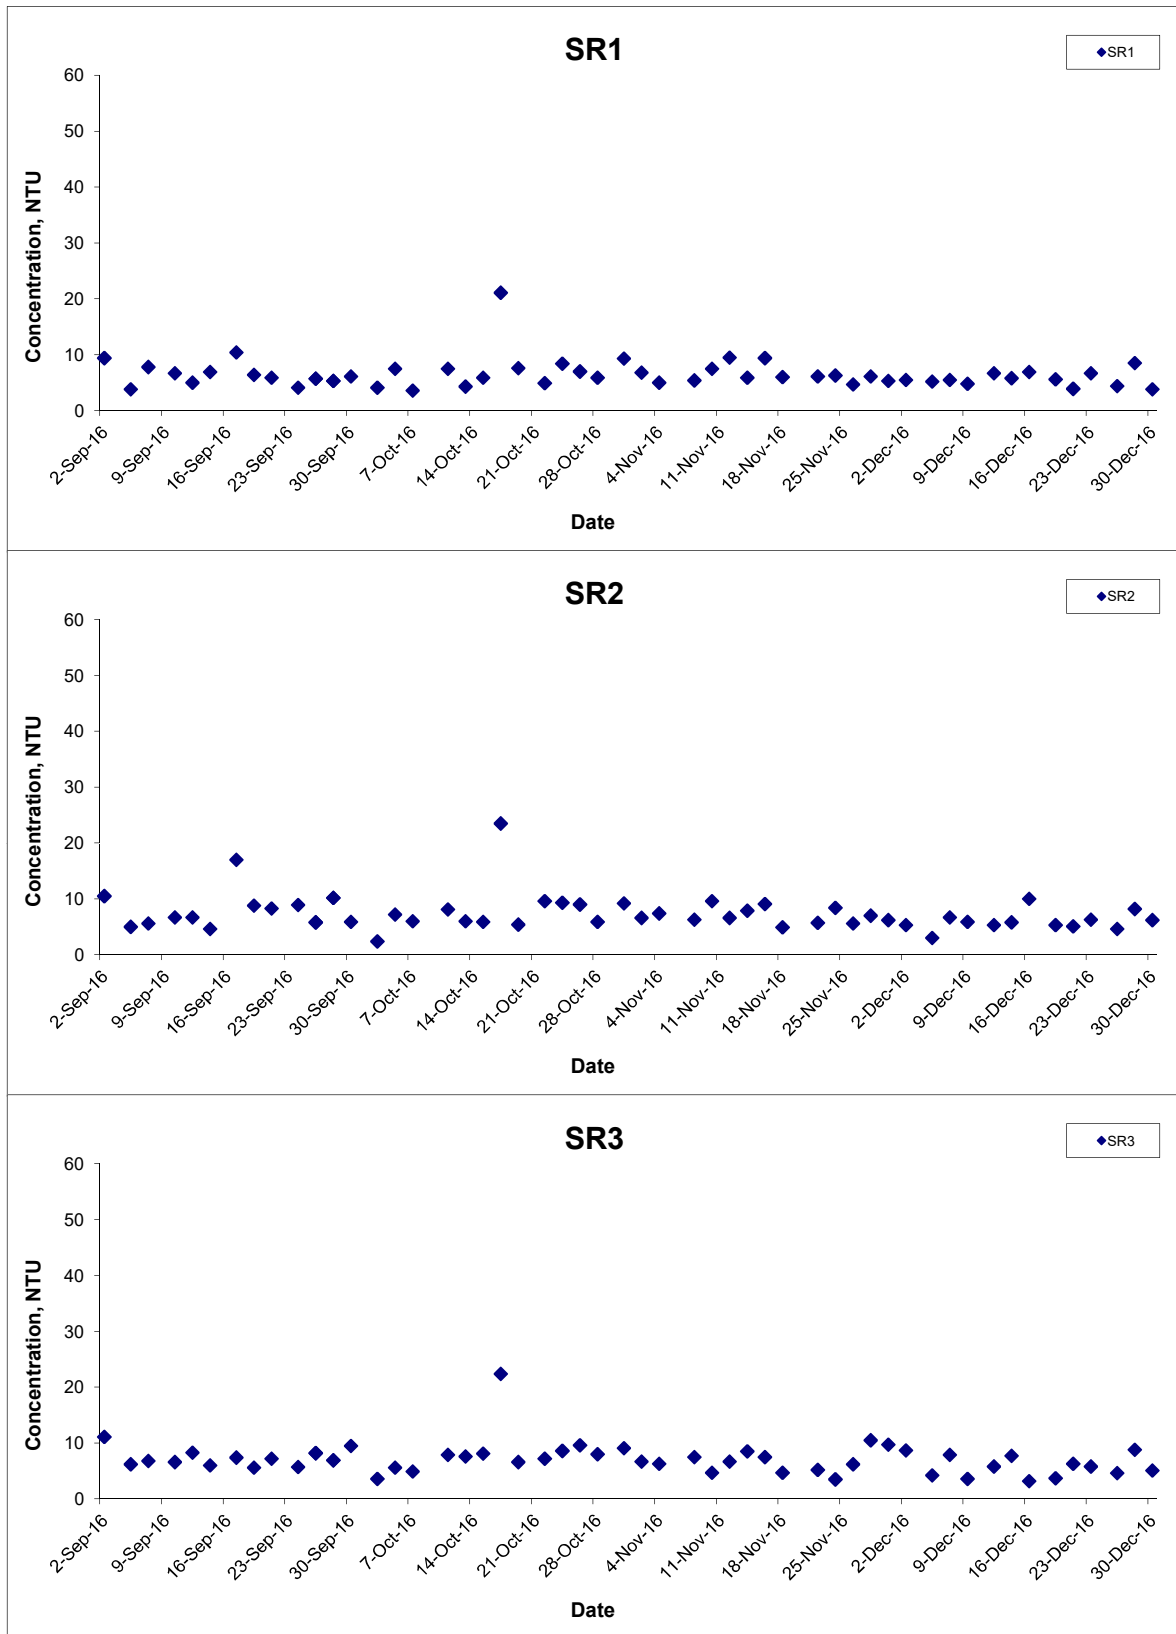 SR1
SR1
60
50
40
30
20
10
0
Concentration, NTU
2-Sep-16
9-Sep-16
16-Sep-16
23-Sep-16
30-Sep-16
7-Oct-16
14-Oct-16
21-Oct-16
28-Oct-16
4-Nov-16
11-Nov-16
18-Nov-16
25-Nov-16
2-Dec-16
9-Dec-16
16-Dec-16
23-Dec-16
30-Dec-16
Date
SR2
SR2
60
50
40
30
20
10
0
Concentration, NTU
2-Sep-16
9-Sep-16
16-Sep-16
23-Sep-16
30-Sep-16
7-Oct-16
14-Oct-16
21-Oct-16
28-Oct-16
4-Nov-16
11-Nov-16
18-Nov-16
25-Nov-16
2-Dec-16
9-Dec-16
16-Dec-16
23-Dec-16
30-Dec-16
Date
SR3
SR3
60
50
40
30
20
10
0
Concentration, NTU
2-Sep-16
9-Sep-16
16-Sep-16
23-Sep-16
30-Sep-16
7-Oct-16
14-Oct-16
21-Oct-16
28-Oct-16
4-Nov-16
11-Nov-16
18-Nov-16
25-Nov-16
2-Dec-16
9-Dec-16
16-Dec-16
23-Dec-16
30-Dec-16
Date